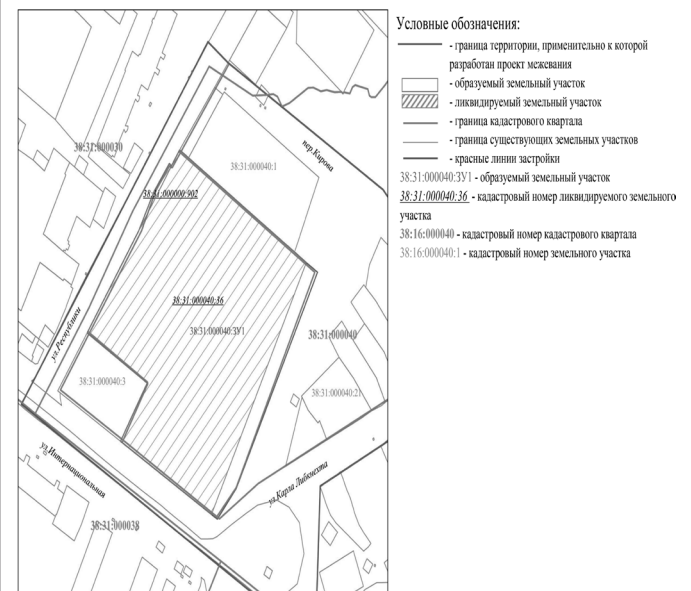 Условные обозначения:
- граница территории, применительно к которой
разработан проект межевания
- образуемый земельный участок
- ликвидируемый земельный участок
- граница кадастрового квартала
- граница существующих земельных участков
- красные линии застройки
38:31:000040:ЗУ1 - образуемый земельный участок
38:31:000040:36 - кадастровый номер ликвидируемого земельного
участка
38:16:000040 - кадастровый номер кадастрового квартала
38:16:000040:1 - кадастровый номер земельного участка
38:31:000030
пер.Кирова
38:31:000040:1
38:31:000000:902
38:31:000040:36
38:31:000040:ЗУ1
ул.Республики
38:31:000040
38:31:000040:3
38:31:000040:21
ул.Интернациональная
ул.Карла Либкнехта
38:31:000038